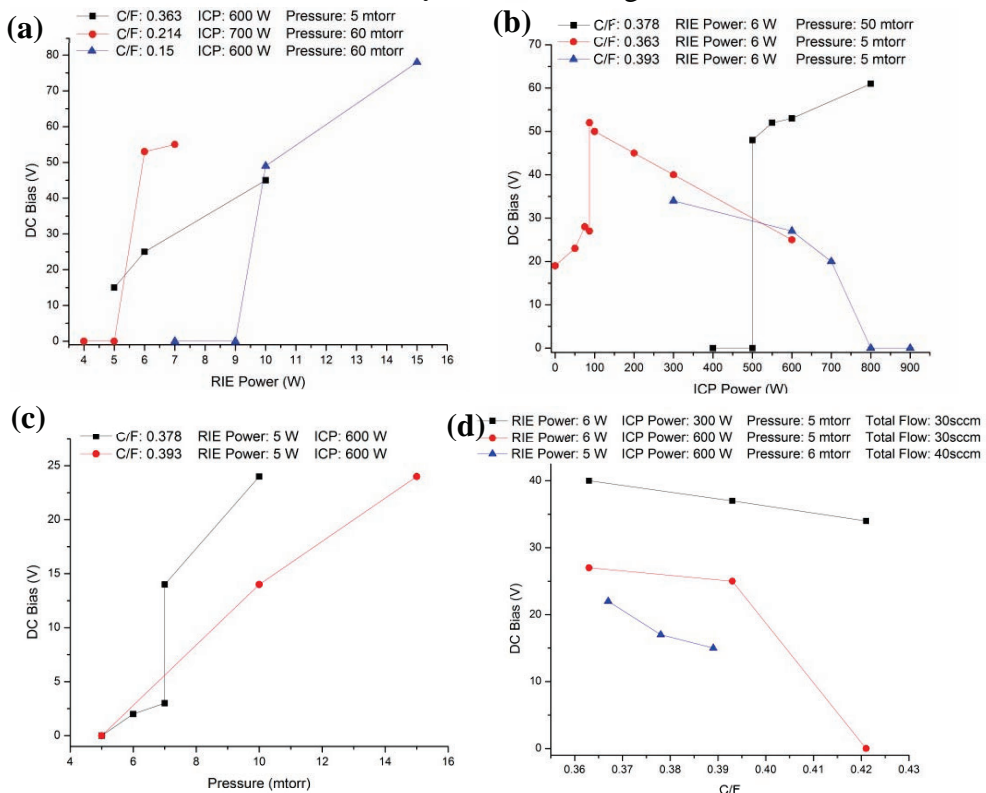 (a)
C/F: 0.363 ICP: 600 W Pressure: 5 mtorr
C/F: 0.214 ICP: 700 W Pressure: 60 mtorr
C/F: 0.15 ICP: 600 W Pressure: 60 mtorr
80
70
60
50
40
30
20
10
0
DC Bias (V)
4 5 6 7 8 9 10 11 12 13 14 15 16
RIE Power (W)
(b)
C/F: 0.378 RIE Power: 6 W Pressure: 50 mtorr
C/F: 0.363 RIE Power: 6 W Pressure: 5 mtorr
C/F: 0.393 RIE Power: 6 W Pressure: 5 mtorr
70
60
50
40
30
20
10
0
DC Bias (V)
0 100 200 300 400 500 600 700 800 900
ICP Power (W)
(c)
C/F: 0.378 RIE Power: 5 W ICP: 600 W
C/F: 0.393 RIE Power: 5 W ICP: 600 W
25
20
15
10
5
0
DC Bias (V)
4 6 8 10 12 14 16
Pressure (mtorr)
(d)
RIE Power: 6 W ICP Power: 300 W Pressure: 5 mtorr Total Flow: 30sccm
RIE Power: 6 W ICP Power: 600 W Pressure: 5 mtorr Total Flow: 30sccm
RIE Power: 5 W ICP Power: 600 W Pressure: 6 mtorr Total Flow: 40sccm
40
30
20
10
0
DC Bias (V)
0.36 0.37 0.38 0.39 0.40 0.41 0.42 0.43
C/F